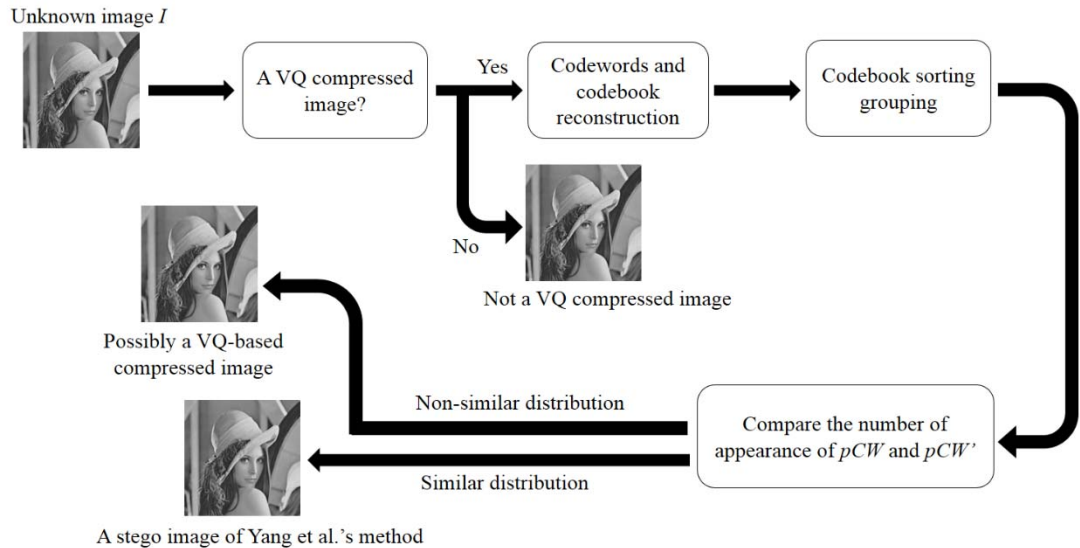 Unknown image I
A VQ compressed
image?
Yes
No
Codewords and
codebook
reconstruction
Codebook sorting
grouping
Not a VQ compressed image
Possibly a VQ-based
compressed image
Non-similar distribution
Similar distribution
Compare the number of
appearance of pCW and pCW’
A stego image of Yang et al.’s method